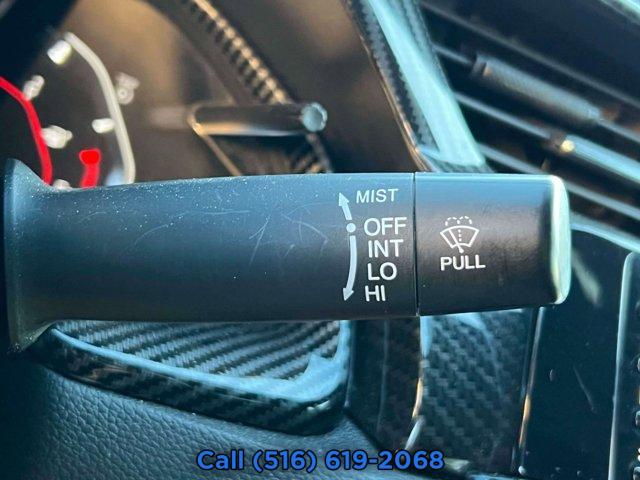 MIST
OFF
INT
LO
HI
PULL
Call (516) 619-2068